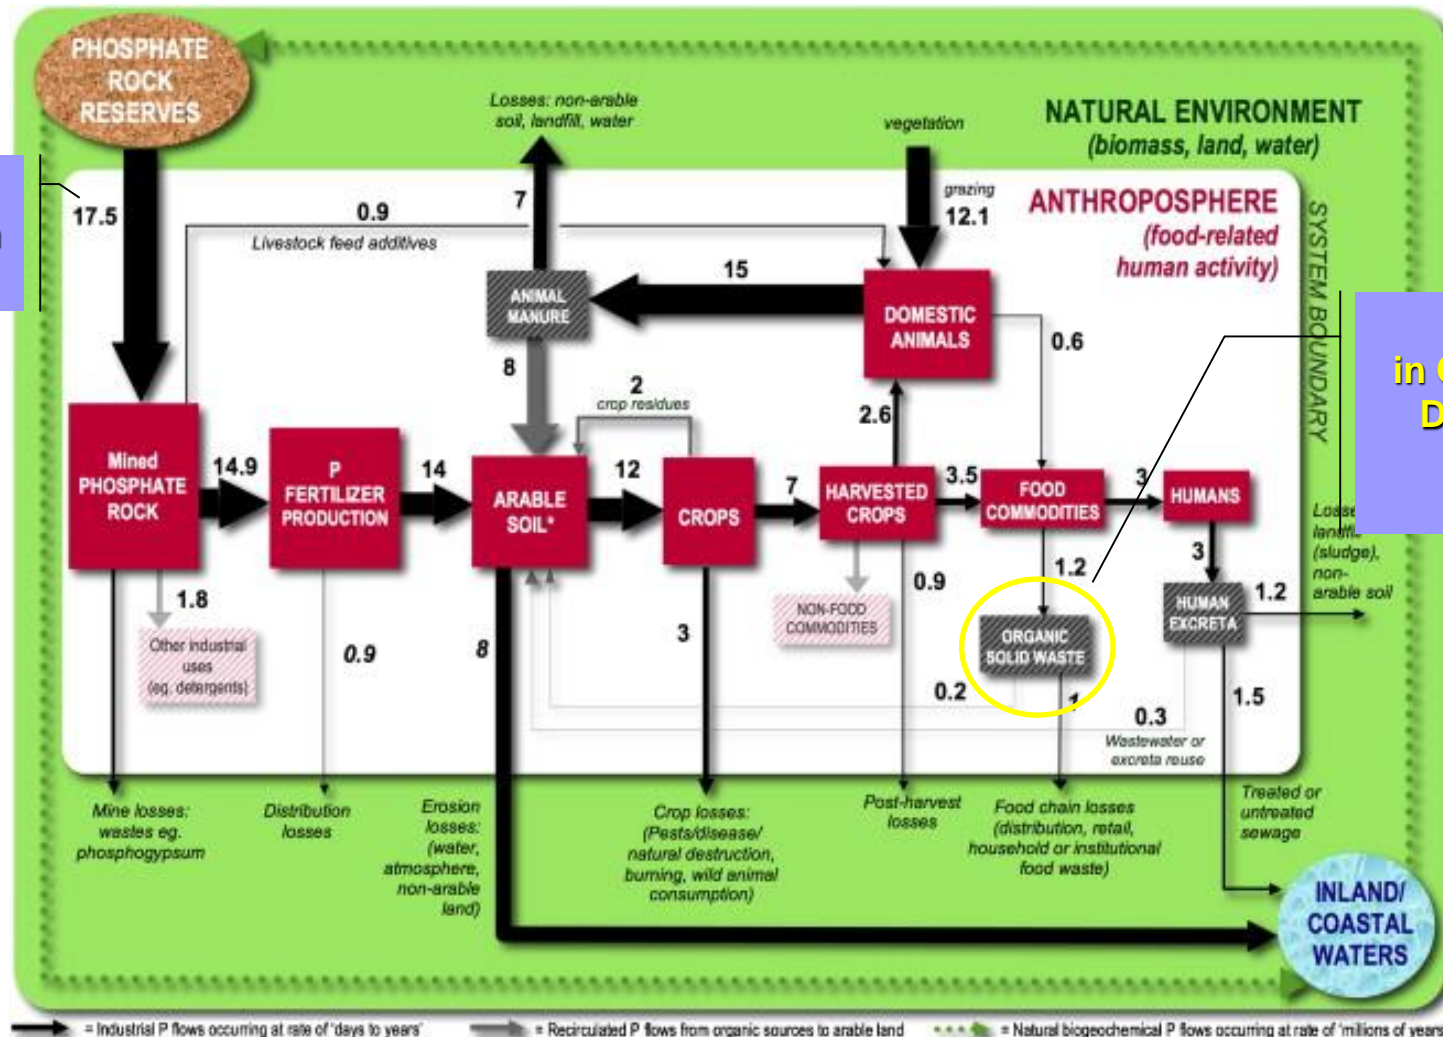 PHOSPHATE
ROCK
RESERVES
Losses: non-arable
soil, landfill, water
vegetation
NATURAL ENVIRONMENT
(biomass, land, water)
17.5
0.9
Livestock feed additives
7
grazing
12.1
ANTHROPOSPHERE
(food-related
human activity)
SYSTEM BOUNDARY
15
ANIMAL
MANURE
DOMESTIC
ANIMALS
0.6
8
2
crop residues
2.6
in
D
Mined
PHOSPHATE
ROCK
14.9
P
FERTILIZER
PRODUCTION
14
ARABLE
SOIL*
12
CROPS
7
HARVESTED
CROPS
3.5
FOOD
COMMODITIES
3
HUMANS
landfill
(sludge),
non-
arable soil
3
1.2
1.8
Other industrial
uses
(eg. detergents)
0.9
8
3
NON-FOOD
COMMODITIES
0.9
1.2
ORGANIC
SOLID WASTE
HUMAN
EXCRETA
0.2
1
0.3
Wastewater or
excreta reuse
1.5
Mine losses:
wastes eg.
phosphogypsum
Distribution
losses
Erosion
losses:
(water,
atmosphere,
non-arable
land)
Crop losses:
(Pests/disease/
natural destruction,
burning, wild animal
consumption)
Post-harvest
losses
Food chain losses
(distribution, retail,
household or institutional
food waste)
Treated or
untreated
sewage
INLAND/
COASTAL
WATERS
= Industrial P flows occurring at rate of 'days to years'
= Recirculated P flows from organic sources to arable land
= Natural biogeochemical P flows occurring at rate of 'millions of years